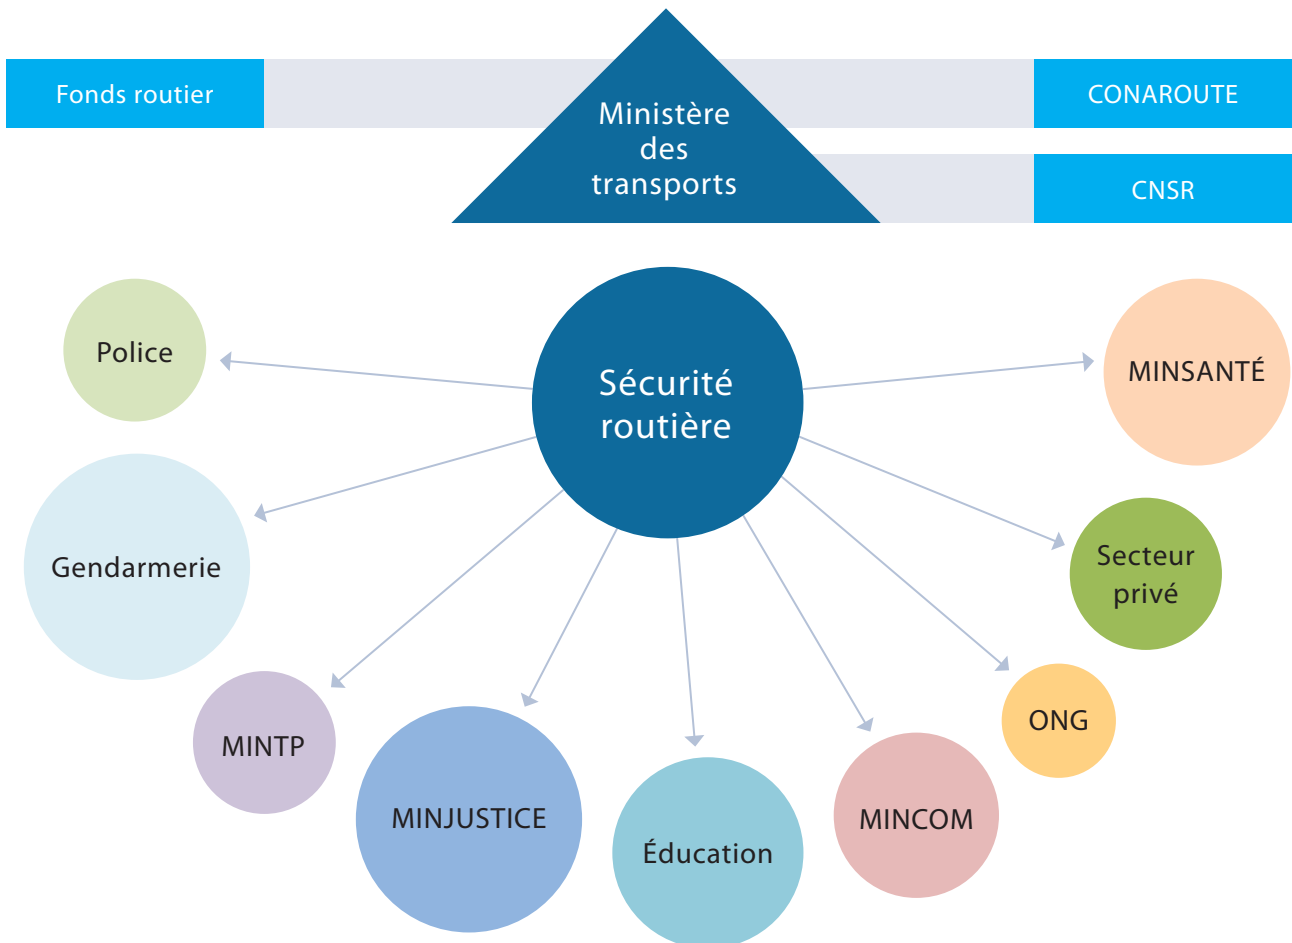 Fonds routier
Ministère
des
transports
CONAROUTE
CNSR
Sécurité
routière
Police
MINSANTÉ
Gendarmerie
Secteur
privé
MINTP
ONG
MINJUSTICE
Éducation
MINCOM